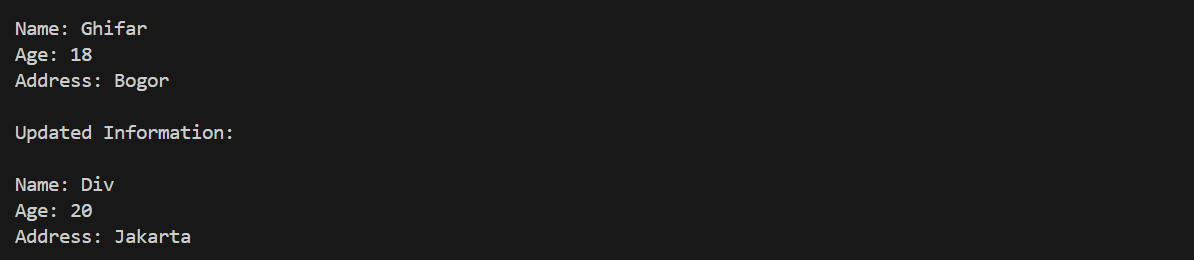 Name: Ghifar
Age: 18
Address: Bogor
Updated Information:
Name: Div
Age: 20
Address: Jakarta